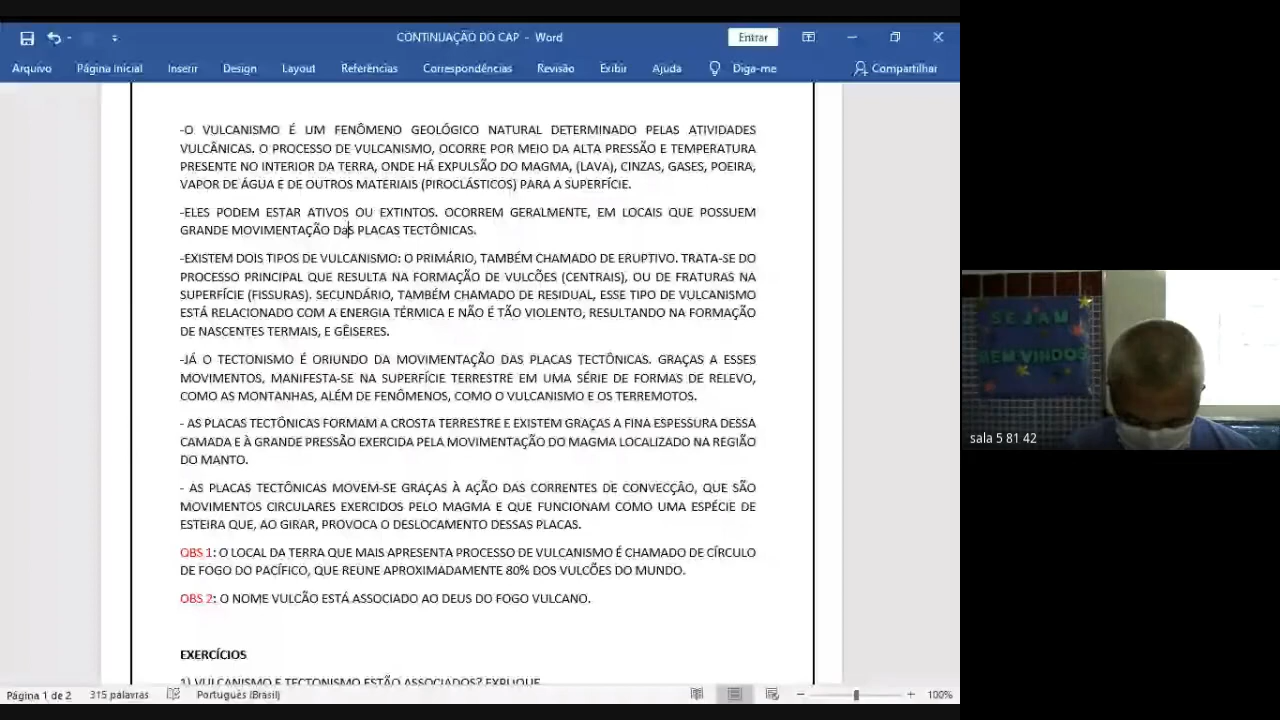 CONTINUAÇÃO DO CAP - Word
Entrar
Arquivo Página Inicial Inserir Design Layout Referências Correspondências Revisão Exibir Ajuda Diga-me Compartilhar
-O VULCANISMO É UM FENÔMENO GEOLÓGICO NATURAL DETERMINADO PELAS ATIVIDADES
VULCÂNICAS. O PROCESSO DE VULCANISMO, OCORRE POR MEIO DA ALTA PRESSÃO E TEMPERATURA
PRESENTE NO INTERIOR DA TERRA, ONDE HÁ EXPULSÃO DO MAGMA, (LAVA), CINZAS, GASES, POEIRA,
VAPOR DE ÁGUA E DE OUTROS MATERIAIS (PIROCLÁSTICOS) PARA A SUPERFÍCIE.
-ELES PODEM ESTAR ATIVOS OU EXTINTOS. OCORREM GERALMENTE, EM LOCAIS QUE POSSUEM
GRANDE MOVIMENTAÇÃO DaS PLACAS TECTÔNICAS.
-EXISTEM DOIS TIPOS DE VULCANISMO: O PRIMÁRIO, TAMBÉM CHAMADO DE ERUPTIVO. TRATA-SE DO
PROCESSO PRINCIPAL QUE RESULTA NA FORMAÇÃO DE VULCÕES (CENTRAIS), OU DE FRATURAS NA
SUPERFÍCIE (FISSURAS). SECUNDÁRIO, TAMBÉM CHAMADO DE RESIDUAL, ESSE TIPO DE VULCANISMO
ESTÁ RELACIONADO COM A ENERGIA TÉRMICA E NÃO É TÃO VIOLENTO, RESULTANDO NA FORMAÇÃO
DE NASCENTES TERMAIS, E GÊISERES.
-JÁ O TECTONISMO É ORIUNDO DA MOVIMENTAÇÃO DAS PLACAS TECTÔNICAS. GRAÇAS A ESSES
MOVIMENTOS, MANIFESTA-SE NA SUPERFÍCIE TERRESTRE EM UMA SÉRIE DE FORMAS DE RELEVO,
COMO AS MONTANHAS, ALÉM DE FENÔMENOS, COMO O VULCANISMO E OS TERREMOTOS.
- AS PLACAS TECTÔNICAS FORMAM A CROSTA TERRESTRE E EXISTEM GRAÇAS A FINA ESPESSURA DESSA
CAMADA E À GRANDE PRESSÃO EXERCIDA PELA MOVIMENTAÇÃO DO MAGMA LOCALIZADO NA REGIÃO
DO MANTO.
- AS PLACAS TECTÔNICAS MOVEM-SE GRAÇAS À AÇÃO DAS CORRENTES DE CONVECÇÃO, QUE SÃO
MOVIMENTOS CIRCULARES EXERCIDOS PELO MAGMA E QUE FUNCIONAM COMO UMA ESPÉCIE DE
ESTEIRA QUE, AO GIRAR, PROVOCA O DESLOCAMENTO DESSAS PLACAS.
OBS 1: O LOCAL DA TERRA QUE MAIS APRESENTA PROCESSO DE VULCANISMO É CHAMADO DE CÍRCULO
DE FOGO DO PACÍFICO, QUE REÚNE APROXIMADAMENTE 80% DOS VULCÕES DO MUNDO.
OBS 2: O NOME VULCÃO ESTÁ ASSOCIADO AO DEUS DO FOGO VULCANO.
EXERCÍCIOS
1) VULCANISMO E TECTONISMO ESTÃO ASSOCIADOS? EXPLIQUE
Página 1 de 2 315 palavras Português (Brasil) 100%
SEJAM
BEM VINDOS
sala 5 81 42